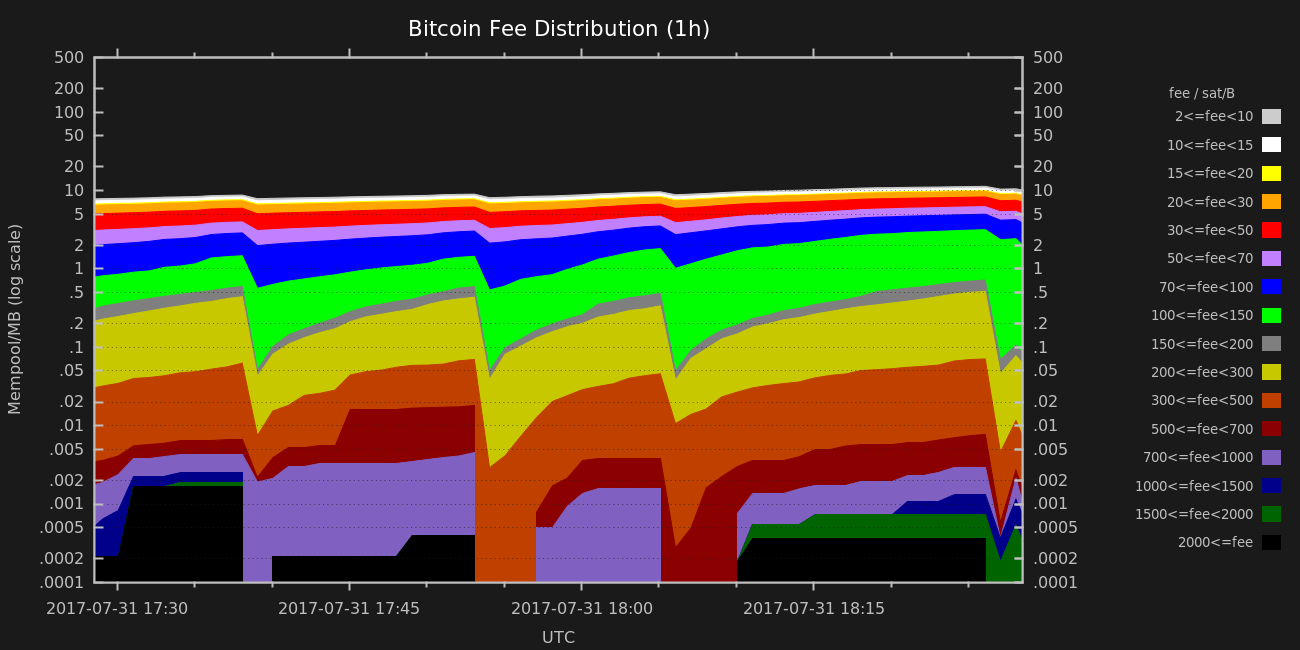 Bitcoin Fee Distribution (1h)
Mempool/MB (log scale)
500
200
100
50
20
10
5
2
1
.5
.2
.1
.05
.02
.01
.005
.002
.001
.0005
.0002
.0001
500
200
100
50
20
10
5
2
1
.5
.2
.1
.05
.02
.01
.005
.002
.001
.0005
.0002
.0001
2017-07-31 17:30 2017-07-31 17:45 2017-07-31 18:00 2017-07-31 18:15
UTC
fee / sat/B
2<=fee<10
10<=fee<15
15<=fee<20
20<=fee<30
30<=fee<50
50<=fee<70
70<=fee<100
100<=fee<150
150<=fee<200
200<=fee<300
300<=fee<500
500<=fee<700
700<=fee<1000
1000<=fee<1500
1500<=fee<2000
2000<=fee